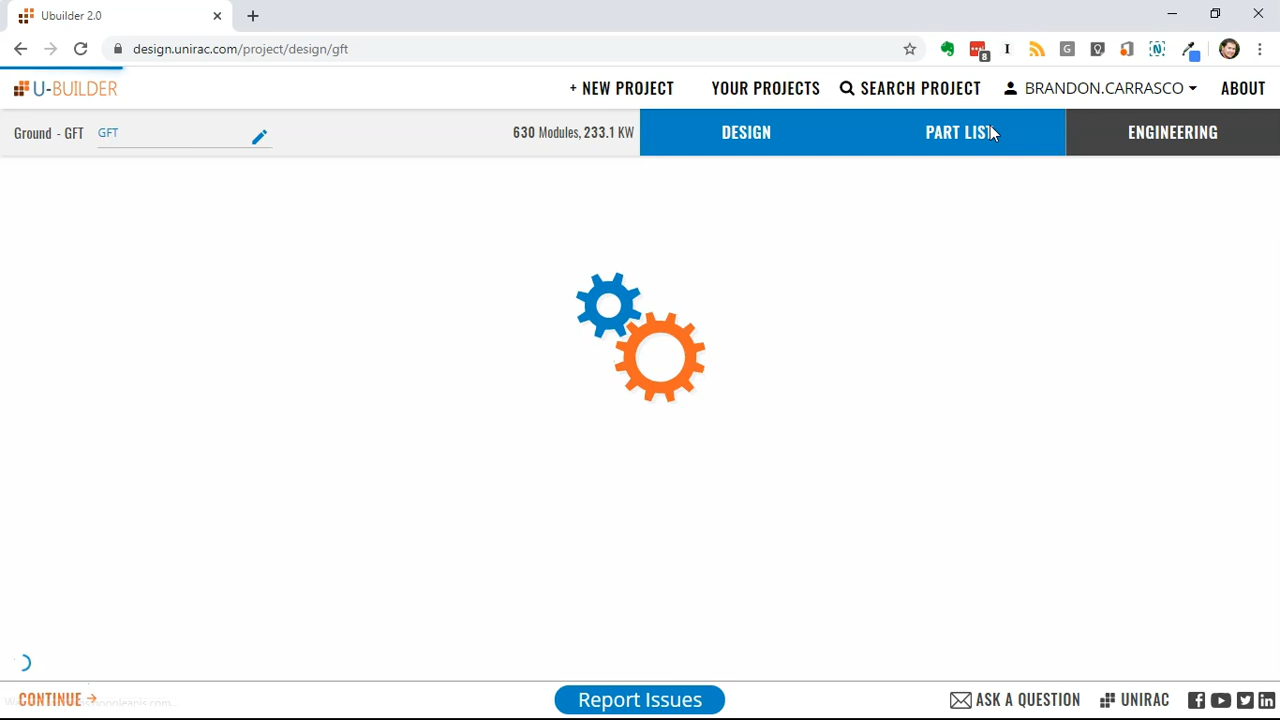 Ubuilder 2.0
design.unirac.com/project/design/gft
8
U-BUILDER
+ NEW PROJECT
YOUR PROJECTS
SEARCH PROJECT
BRANDON.CARRASCO
ABOUT
Ground - GFT
GFT
630 Modules, 233.1 KW
DESIGN
PART LIST
ENGINEERING
CONTINUE
Report Issues
ASK A QUESTION
UNIRAC